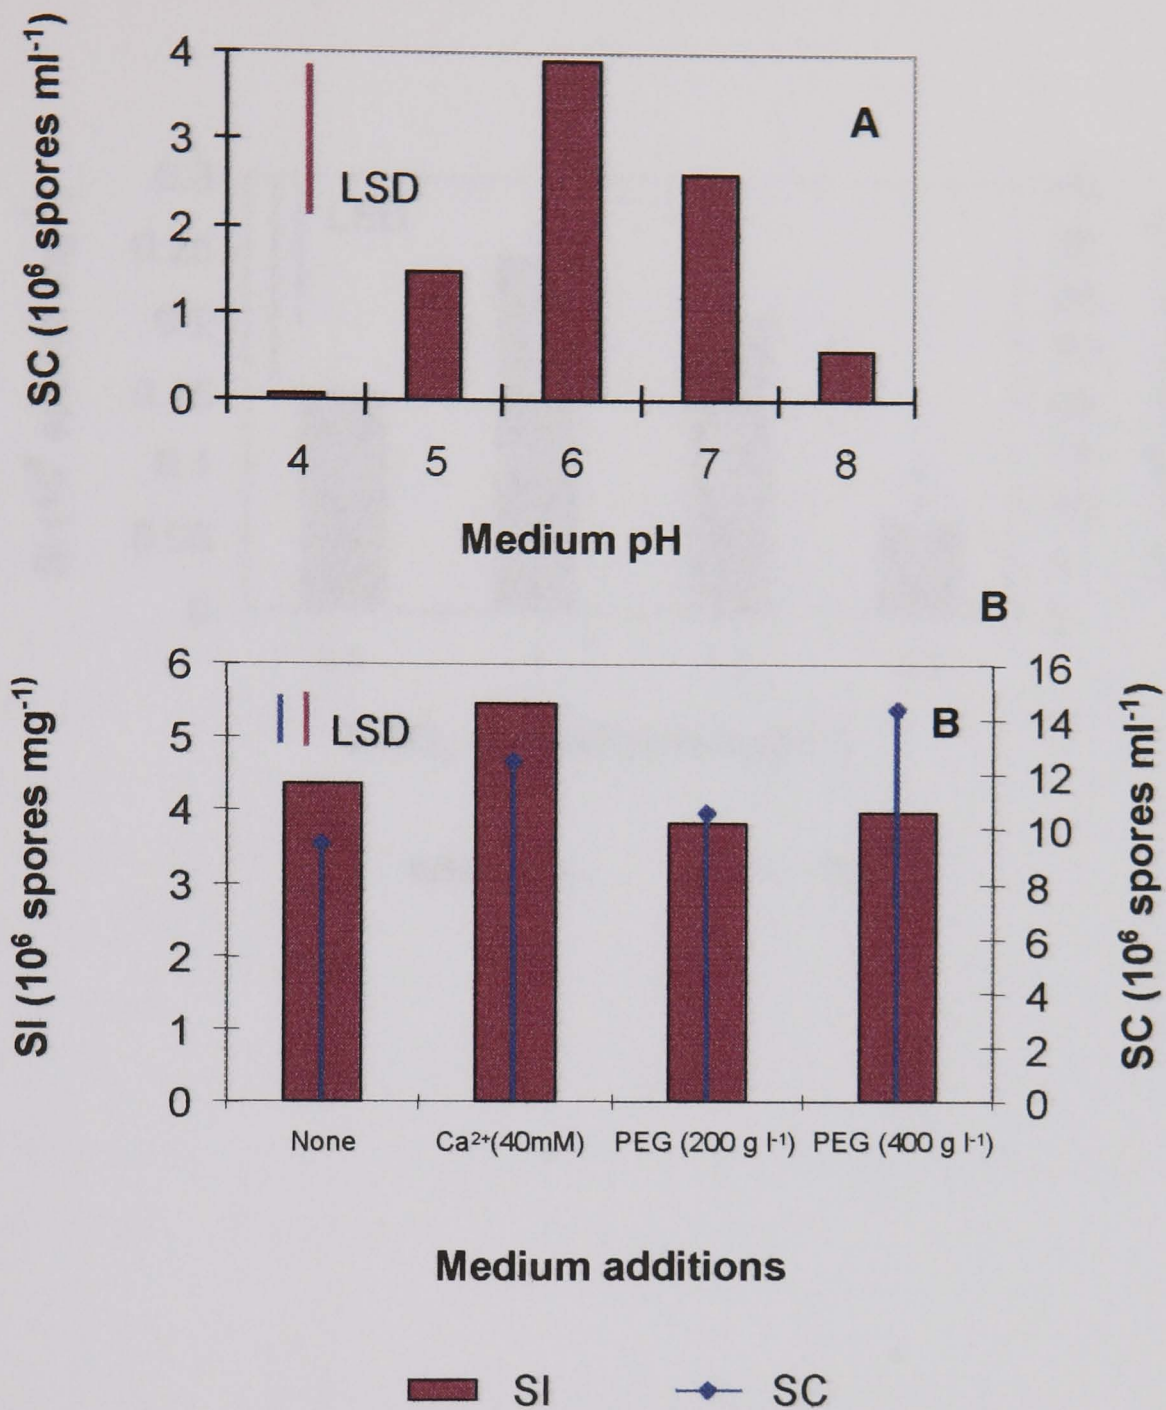 SC (10⁶ spores ml⁻¹)
4
3
2
1
0
LSD
A
4 5 6 7 8
Medium pH
B
SI (10⁶ spores mg⁻¹)
6
5
4
3
2
1
0
LSD
B
16
14
12
10
8
6
4
2
0
SC (10⁶ spores ml⁻¹)
None Ca²⁺(40mM) PEG (200 g l⁻¹) PEG (400 g l⁻¹)
Medium additions
SI SC